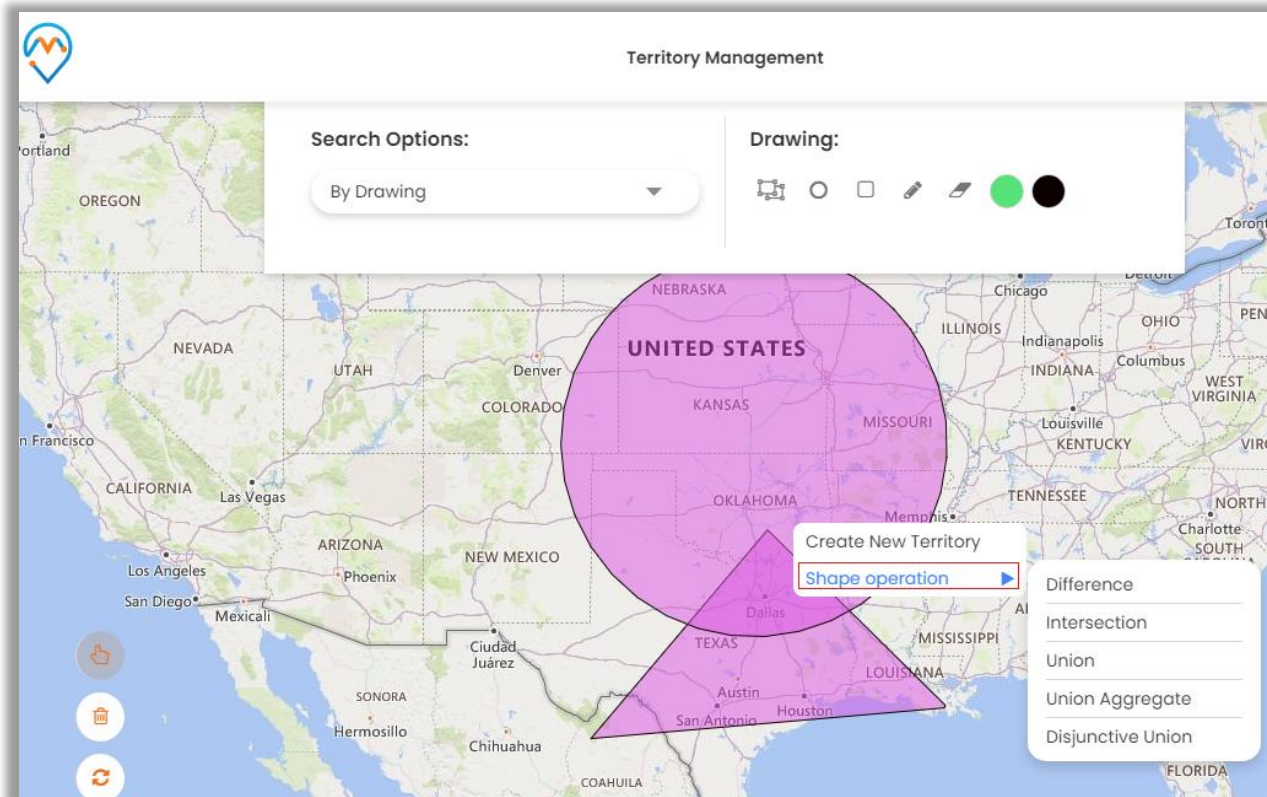 Territory Management
Search Options:
Drawing:
By Drawing
Portland
OREGON
NEBRASKA
Chicago
ILLINOIS
OHIO
NEVADA
UNITED STATES
Indianapolis
UTAH
Denver
INDIANA
Columbus
WEST
VIRGINIA
COLORADO
KANSAS
MISSOURI
Louisville
KENTUCKY
n Francisco
CALIFORNIA
Las Vegas
OKLAHOMA
TENNESSEE
Memphis
NORTH
Charlotte
SOUTH
ARIZONA
NEW MEXICO
Create New Territory
Los Angeles
Phoenix
Shape operation
Difference
San Diego
Mexicali
Dallas
Intersection
Ciudad
Juárez
TEXAS
MISSISSIPPI
Union
LOUISIANA
SONORA
Austin
Houston
Union Aggregate
San Antonio
Hermosillo
Chihuahua
Disjunctive Union
COAHUILA
FLORIDA